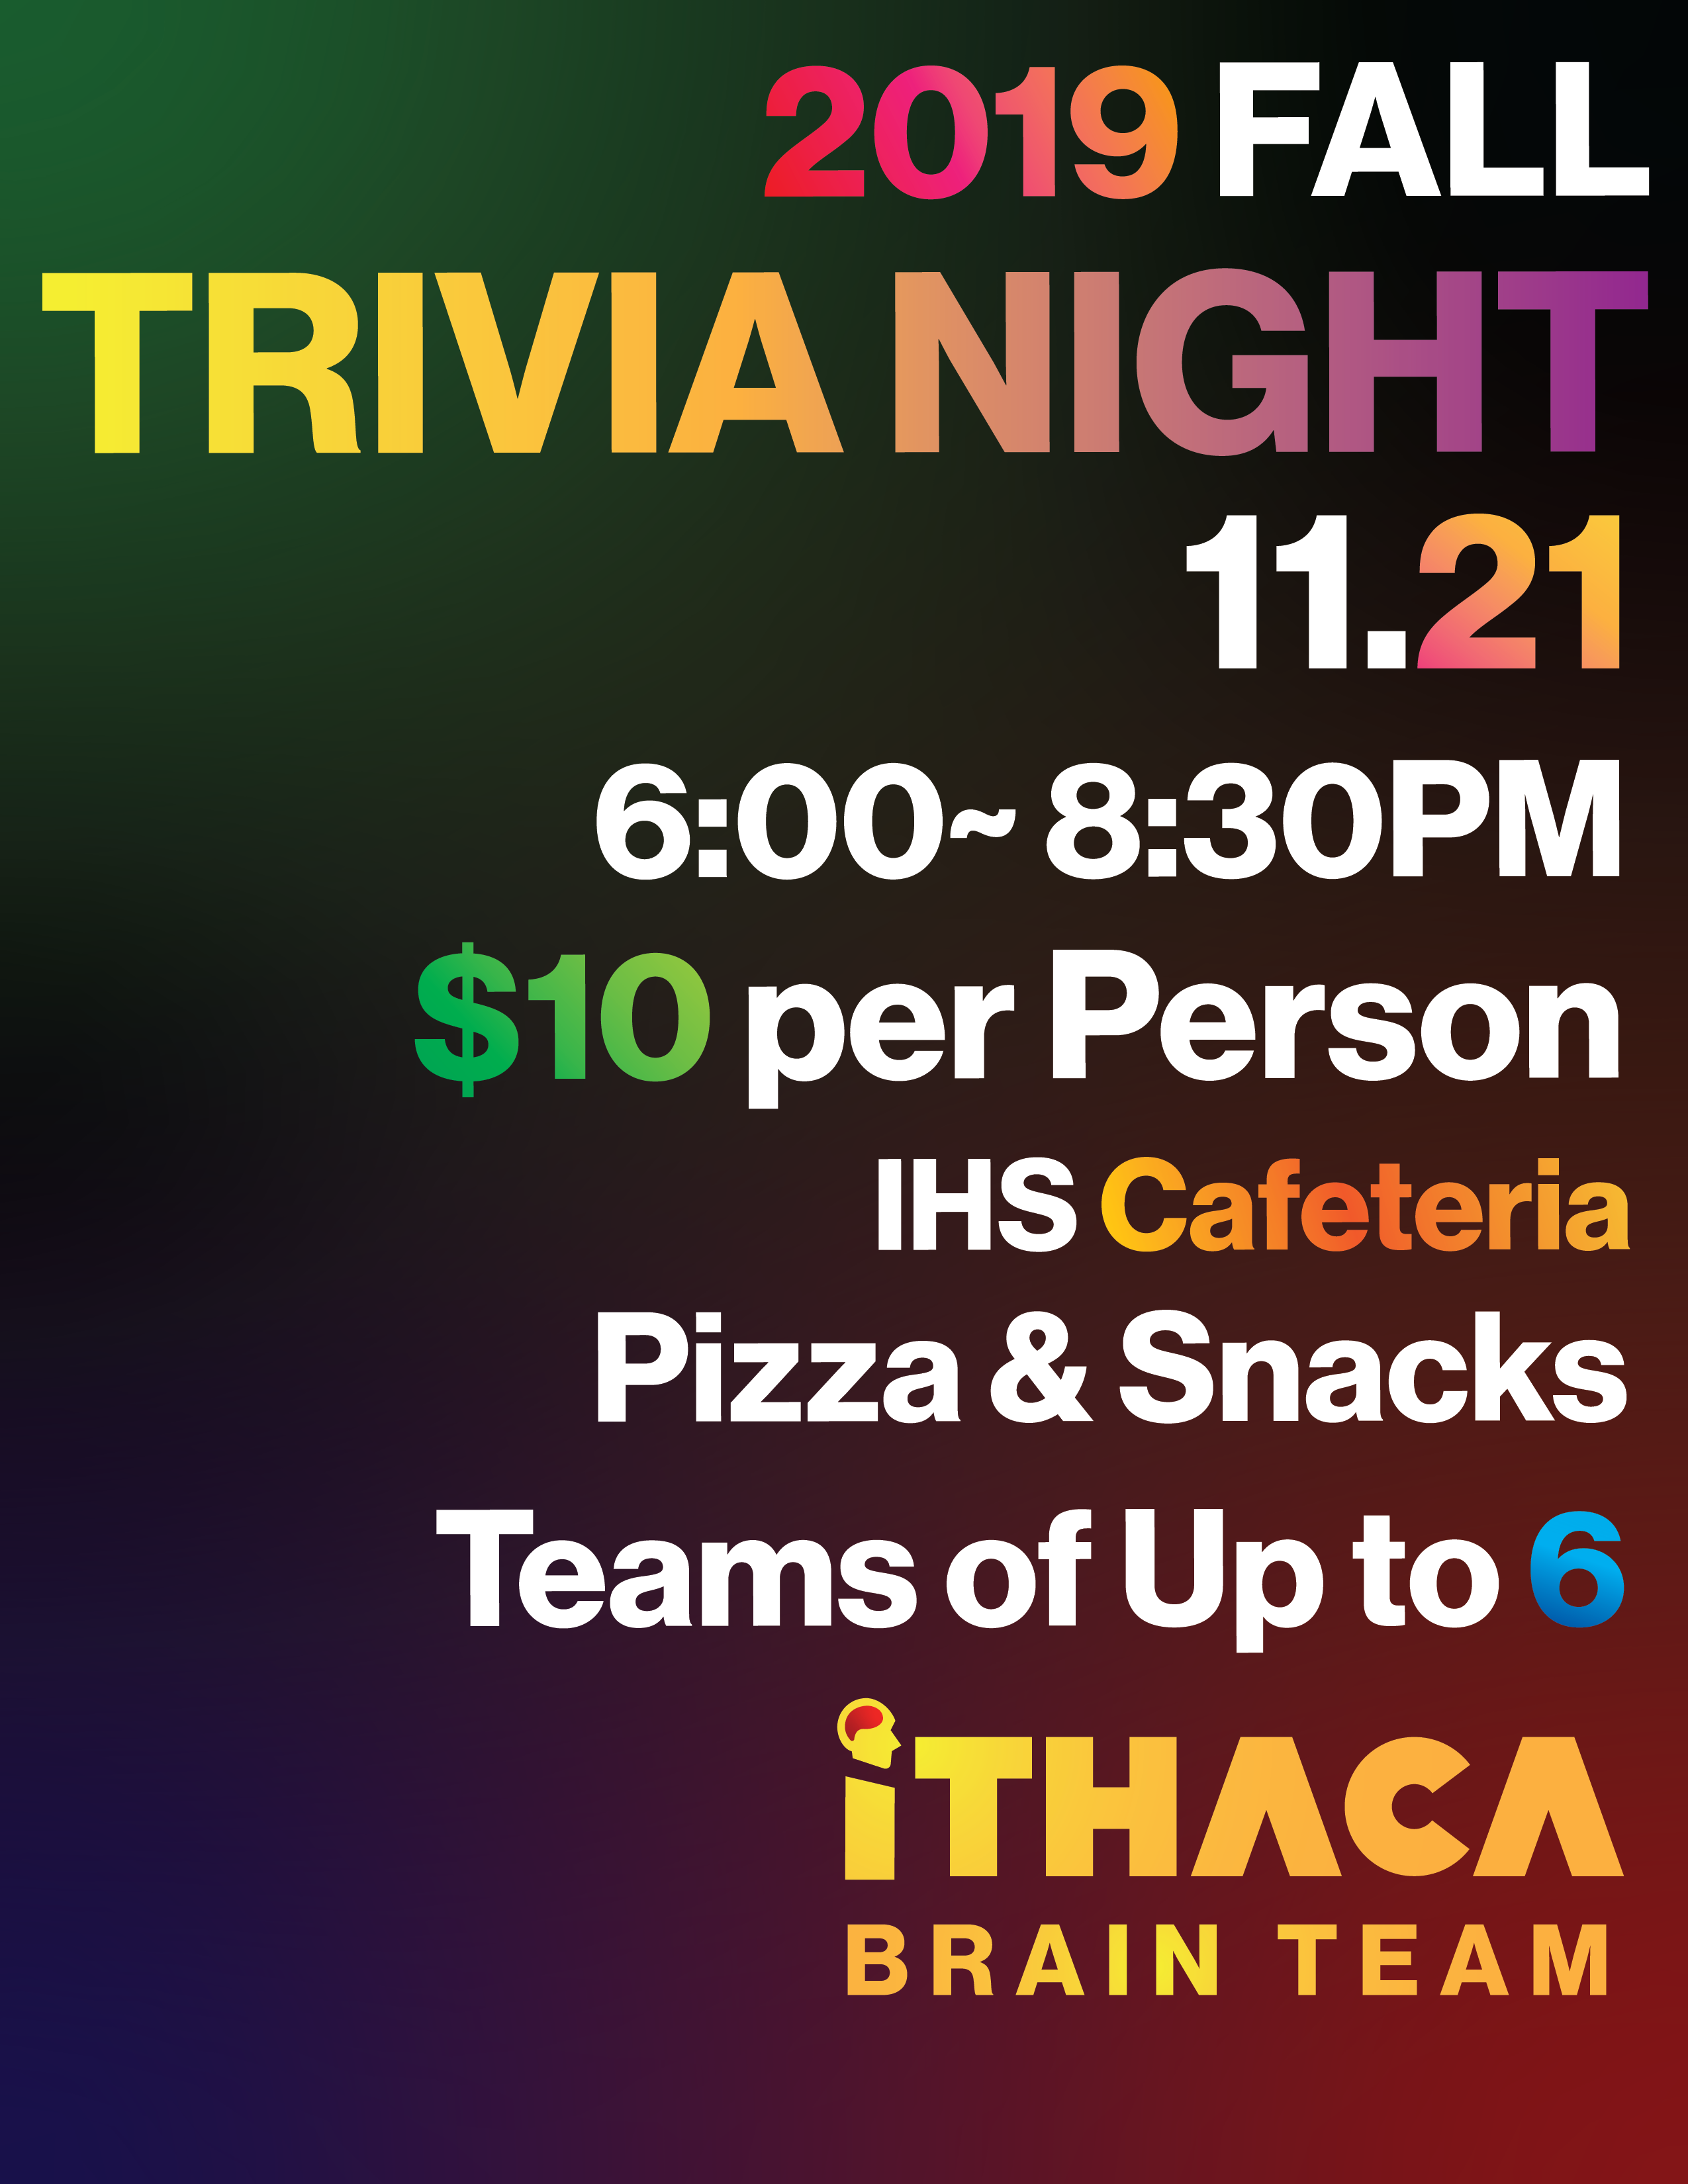 2019 FALL
TRIVIA NIGHT
11.21
6:00~ 8:30PM
$10 per Person
IHS Cafeteria
Pizza & Snacks
Teams of Up to 6
iTHACA
BRAIN TEAM